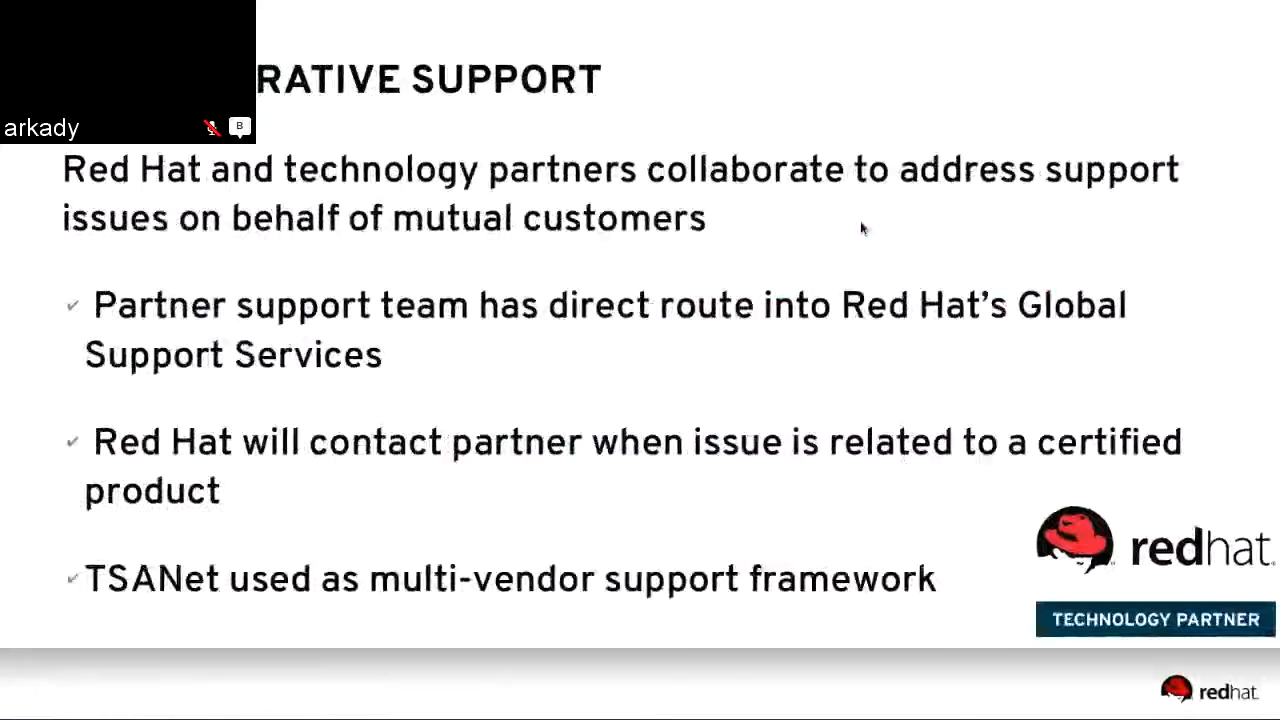 RATIVE SUPPORT
arkady
B
Red Hat and technology partners collaborate to address support
issues on behalf of mutual customers
✓ Partner support team has direct route into Red Hat’s Global
Support Services
✓ Red Hat will contact partner when issue is related to a certified
product
✓ TSANet used as multi-vendor support framework
redhat.
TECHNOLOGY PARTNER
redhat.